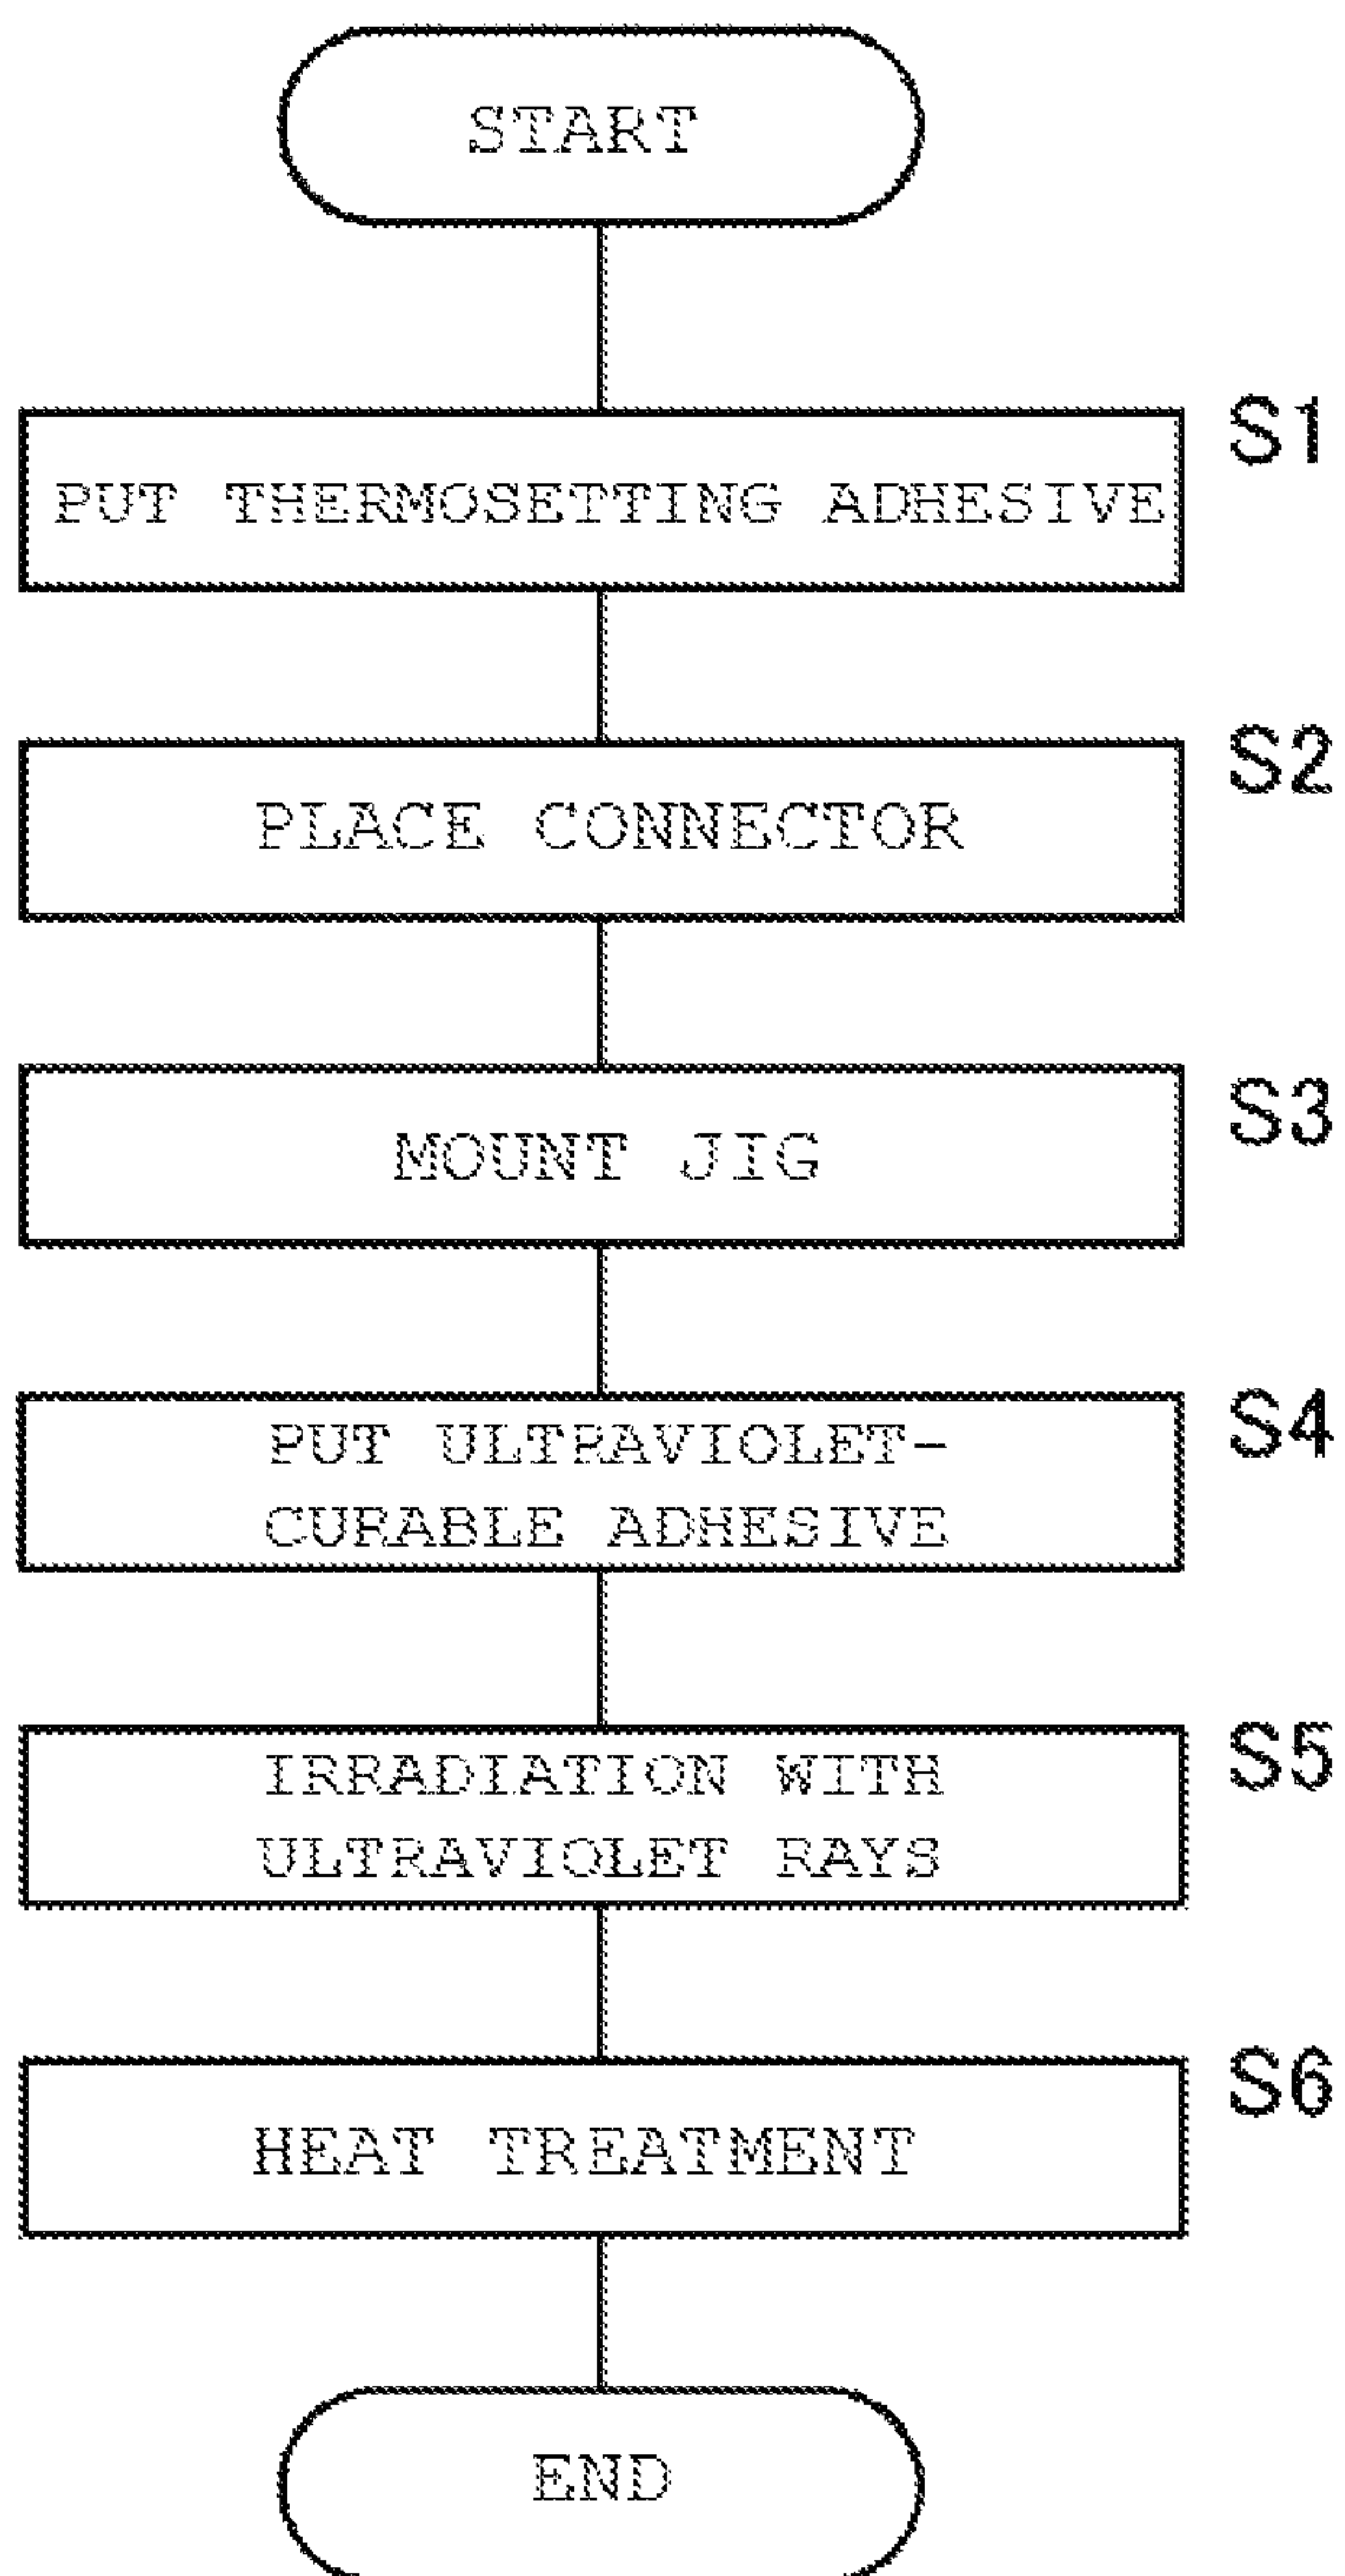 START
S1
PUT THERMOSETTING ADHESIVE
S2
PLACE CONNECTOR
S3
MOUNT JIG
S4
PUT ULTRAVIOLET-
CURABLE ADHESIVE
S5
IRRADIATION WITH
ULTRAVIOLET RAYS
S6
HEAT TREATMENT
END